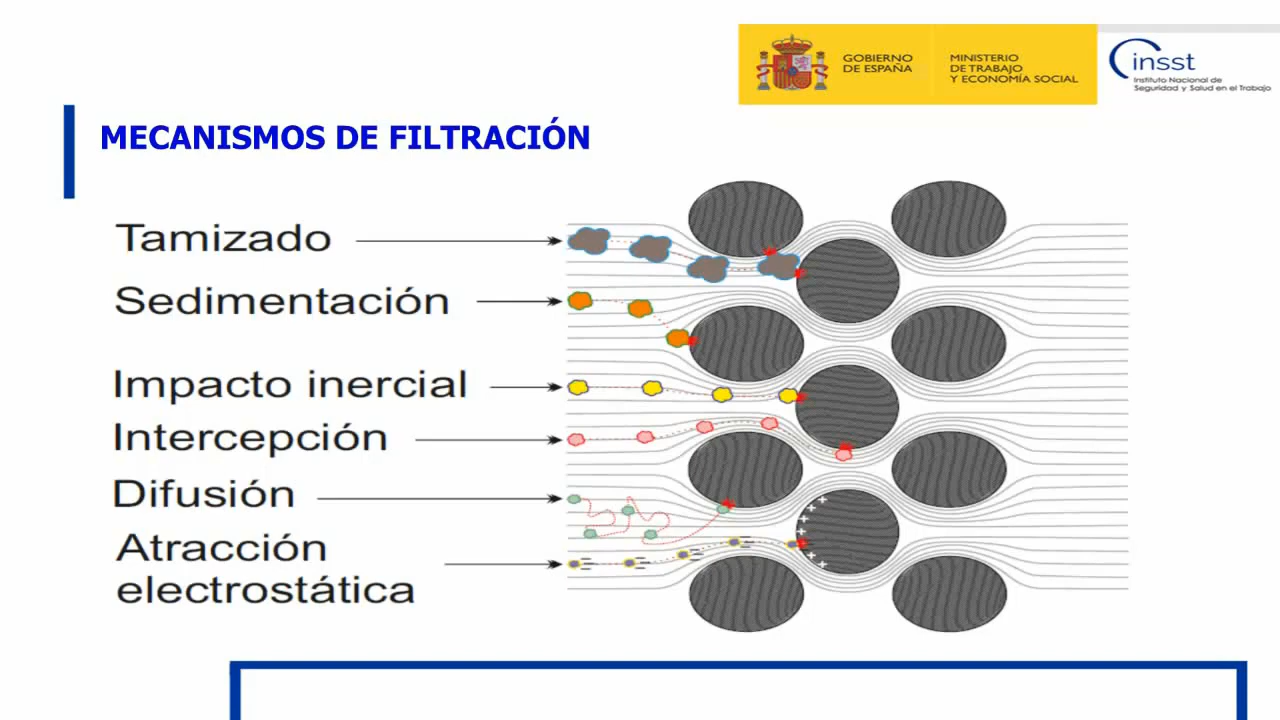 GOBIERNO
DE ESPAÑA
MINISTERIO
DE TRABAJO
Y ECONOMÍA SOCIAL
insst
Instituto Nacional de
Seguridad y Salud en el Trabajo
MECANISMOS DE FILTRACIÓN
Tamizado
Sedimentación
Impacto inercial
Intercepción
Difusión
Atracción
electrostática